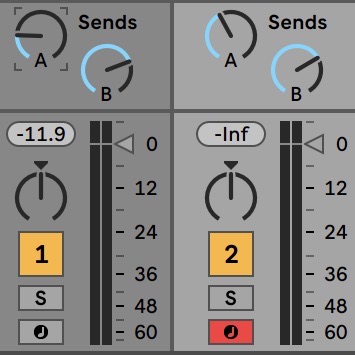 Sends Sends
A A
B B
-11.9 0 -Inf 0
12 12
24 24
1 2
36 36
S 48 S 48
60 60